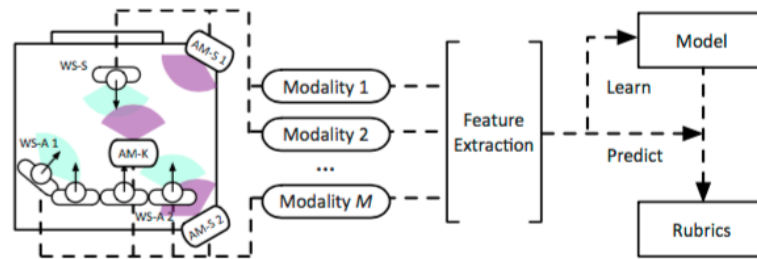 AM-S 1
WS-S
WS-A 1
AM-K
WS-A 2
AM-S 2
Modality 1
Modality 2
...
Modality M
Feature
Extraction
Learn
Predict
Model
Rubrics